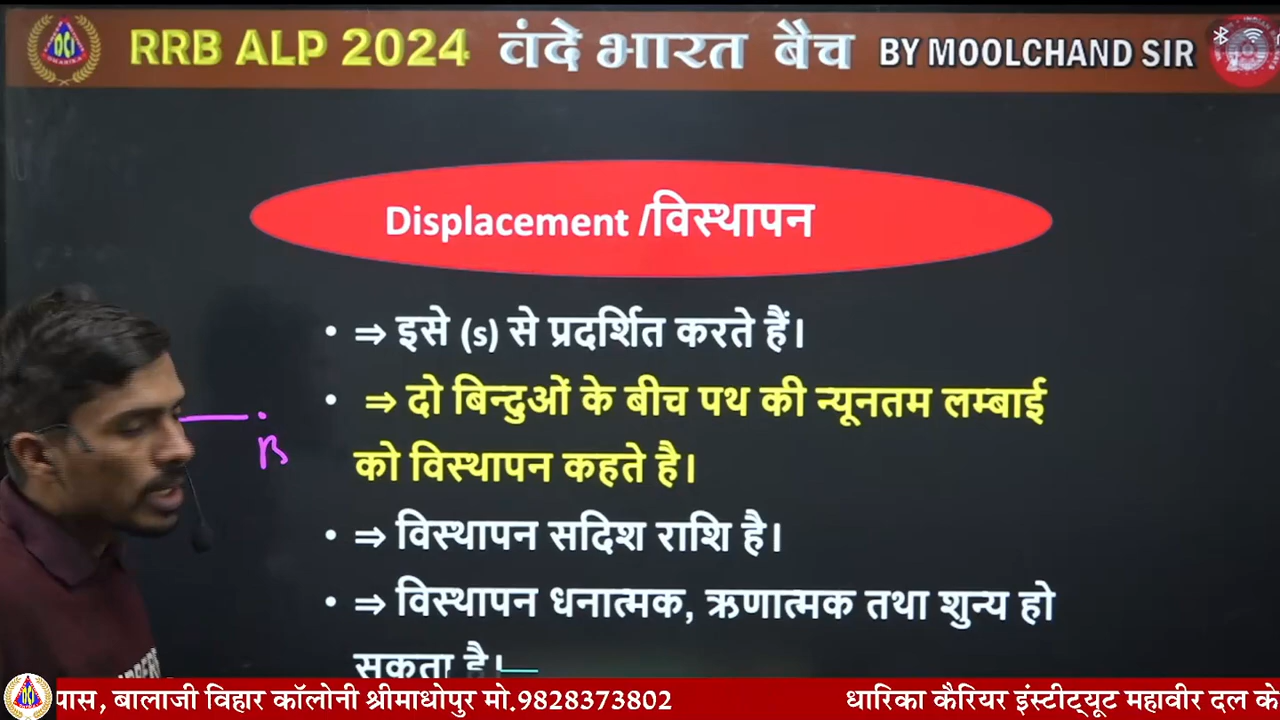 DCI
RRB ALP 2024 वंदे भारत बैच BY MOOLCHAND SIR
Displacement /विस्थापन
• ⇒ इसे (s) से प्रदर्शित करते हैं।
• ⇒ दो बिन्दुओं के बीच पथ की न्यूनतम लम्बाई
को विस्थापन कहते है।
B
• ⇒ विस्थापन सदिश राशि है।
• ⇒ विस्थापन धनात्मक, ऋणात्मक तथा शुन्य हो
सकता है।
पास, बालाजी विहार कॉलोनी श्रीमाधोपुर मो.9828373802 धारिका कैरियर इंस्टीट्यूट महावीर दल के